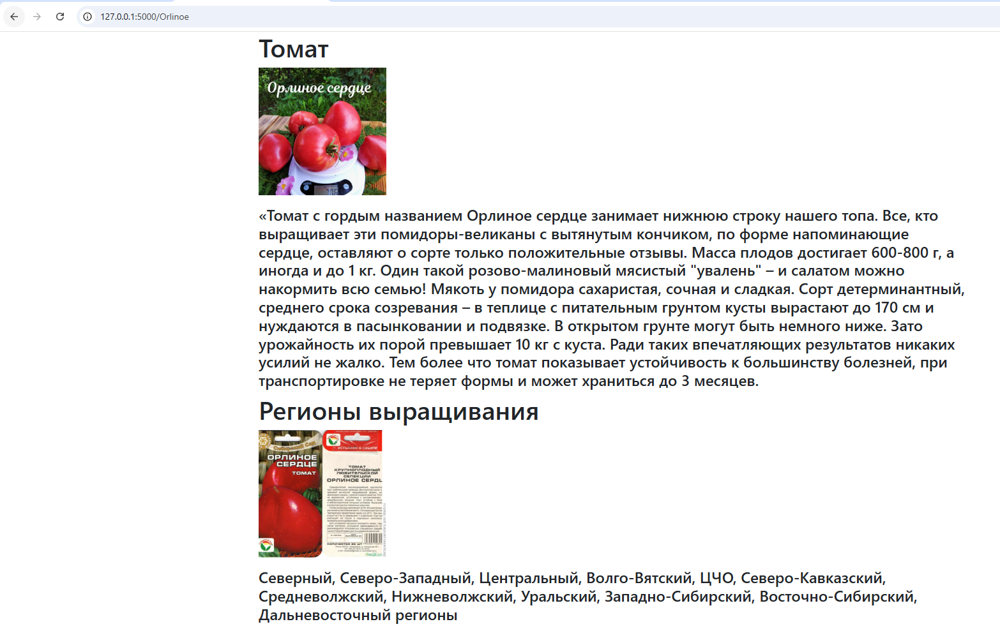 127.0.0.1:5000/Orlinoe
Томат
Орлиное сердце
«Томат с гордым названием Орлиное сердце занимает нижнюю строку нашего топа. Все, кто
выращивает эти помидоры-великаны с вытянутым кончиком, по форме напоминающие
сердце, оставляют о сорте только положительные отзывы. Масса плодов достигает 600-800 г, а
иногда и до 1 кг. Один такой розово-малиновый мясистый "увалень" – и салатом можно
накормить всю семью! Мякоть у помидора сахаристая, сочная и сладкая. Сорт детерминантный,
среднего срока созревания – в теплице с питательным грунтом кусты вырастают до 170 см и
нуждаются в пасынковании и подвязке. В открытом грунте могут быть немного ниже. Зато
урожайность их порой превышает 10 кг с куста. Ради таких впечатляющих результатов никаких
усилий не жалко. Тем более что томат показывает устойчивость к большинству болезней, при
транспортировке не теряет формы и может храниться до 3 месяцев.
Регионы выращивания
Сибирский Сад
ОРЛИНОЕ
СЕРДЦЕ
ТОМАТ
ИСПЫТАНО В СИБИРИ
ТОМАТ
КРУПНОПЛОДНЫЙ
ЛЮБИТЕЛЬСКОЙ
СЕЛЕКЦИИ
ОРЛИНОЕ СЕРДЦ
Северный, Северо-Западный, Центральный, Волго-Вятский, ЦЧО, Северо-Кавказский,
Средневолжский, Нижневолжский, Уральский, Западно-Сибирский, Восточно-Сибирский,
Дальневосточный регионы